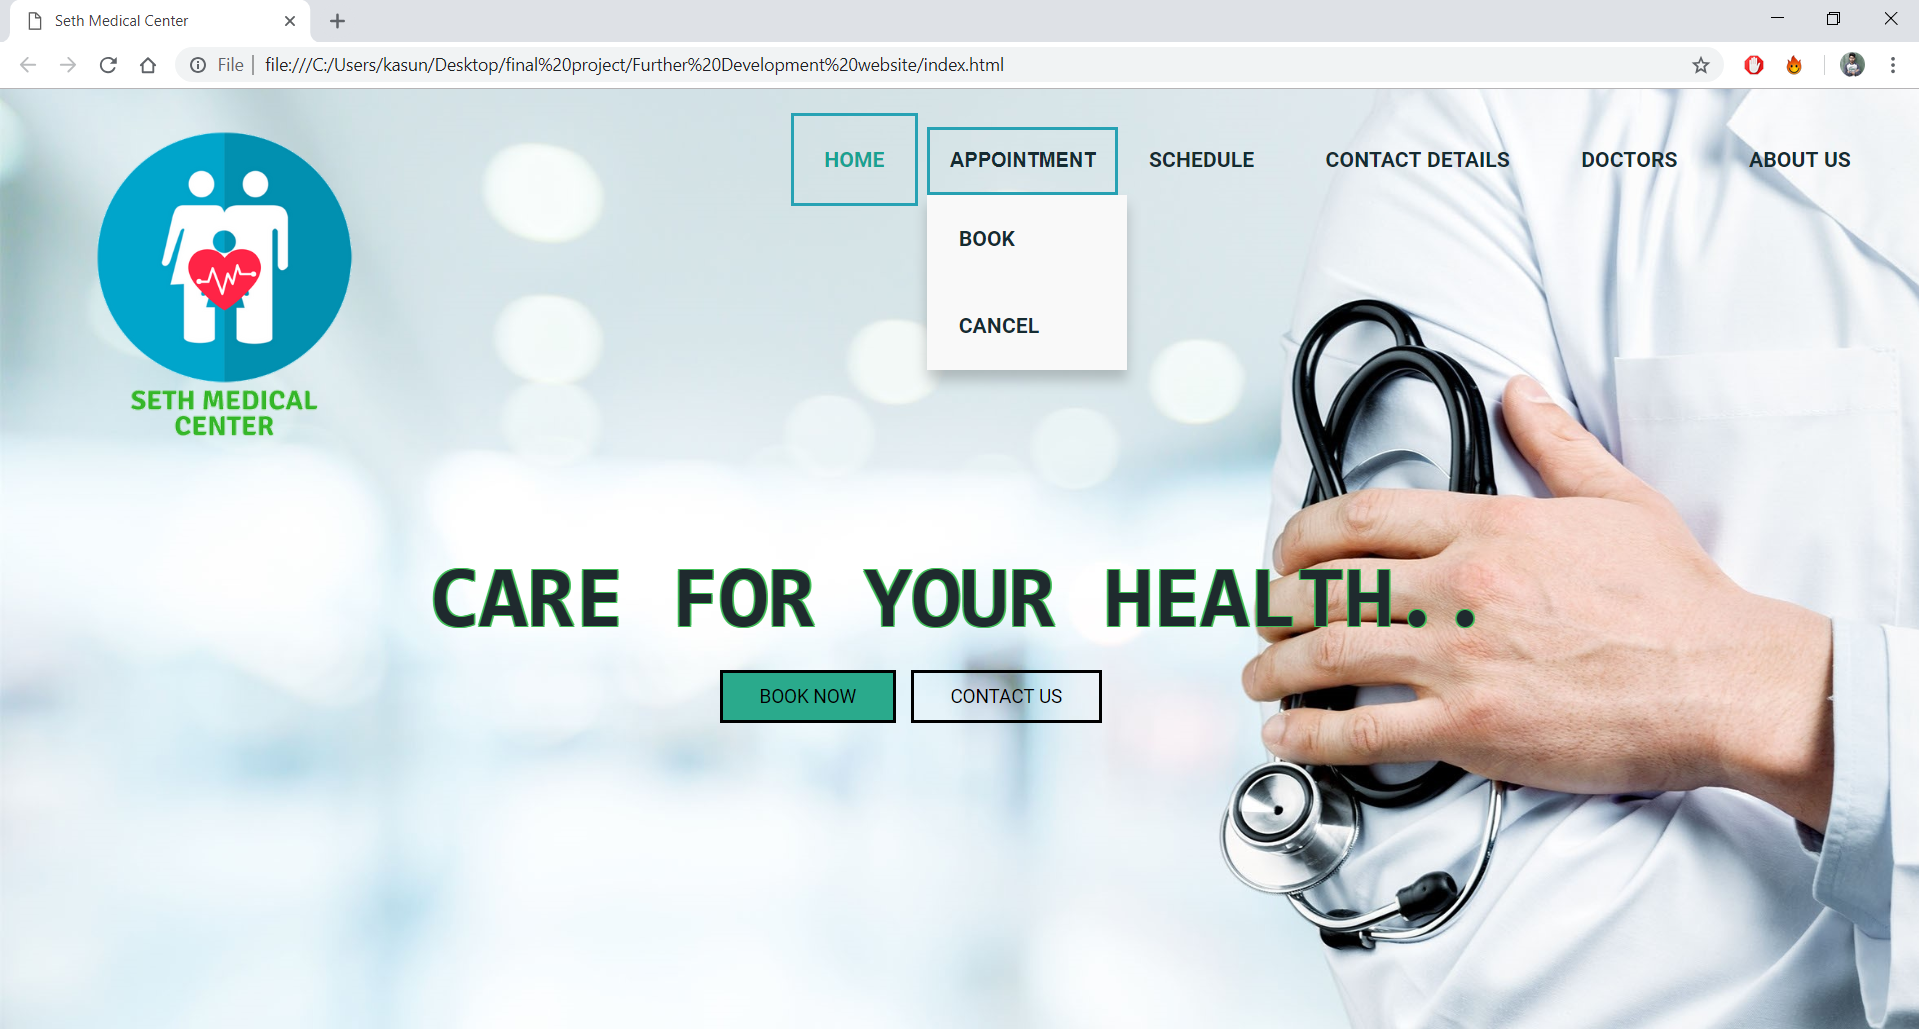 Seth Medical Center
File
file:///C:/Users/kasun/Desktop/final%20project/Further%20Development%20website/index.html
HOME
APPOINTMENT
SCHEDULE
CONTACT DETAILS
DOCTORS
ABOUT US
BOOK
CANCEL
SETH MEDICAL
CENTER
CARE FOR YOUR HEALTH..
BOOK NOW
CONTACT US